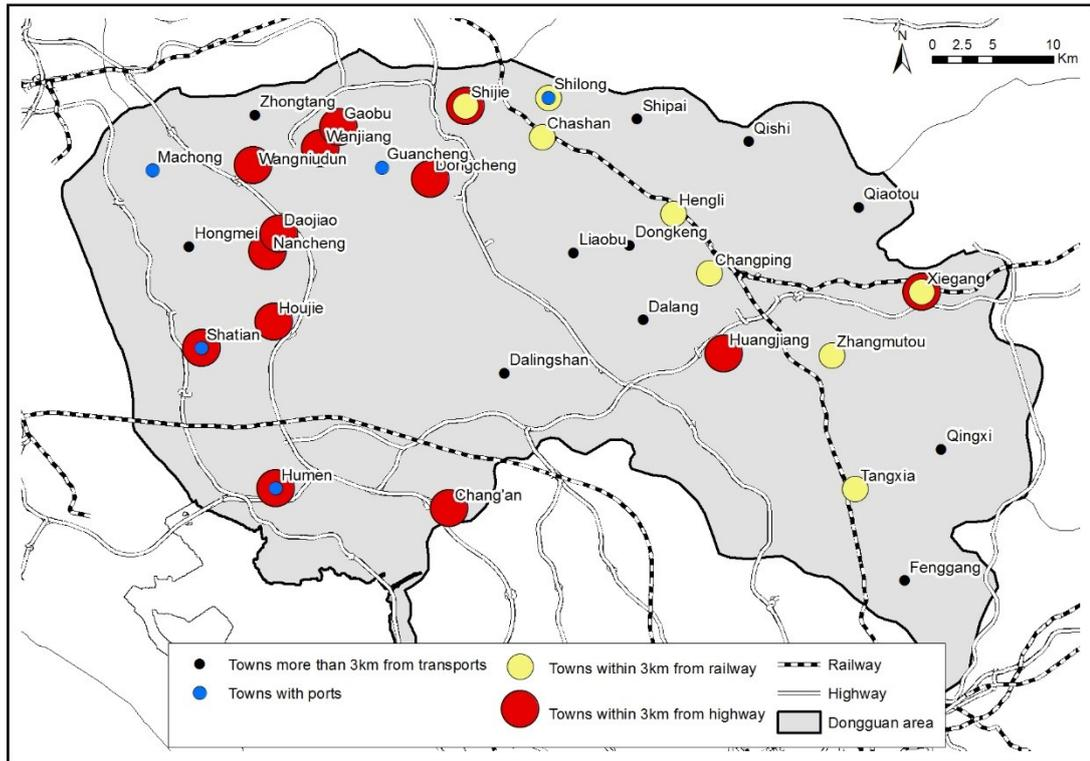 N
0 2.5 5 10
Km
Shilong
Shijie
Zhongtang
Gaobu
Shipai
Wanjiang
Chashan
Qishi
Machong
Wangniudun
Guancheng
Dongcheng
Hengli
Qiaotou
Daojiao
Hongmei
Nancheng
Liaobu
Dongkeng
Changping
Xiegang
Houjie
Dalang
Shatian
Huangjiang
Zhangmutou
Dalingshan
Qingxi
Humen
Chang'an
Tangxia
Fenggang
Towns more than 3km from transports
Towns with ports
Towns within 3km from railway
Towns within 3km from highway
Railway
Highway
Dongguan area